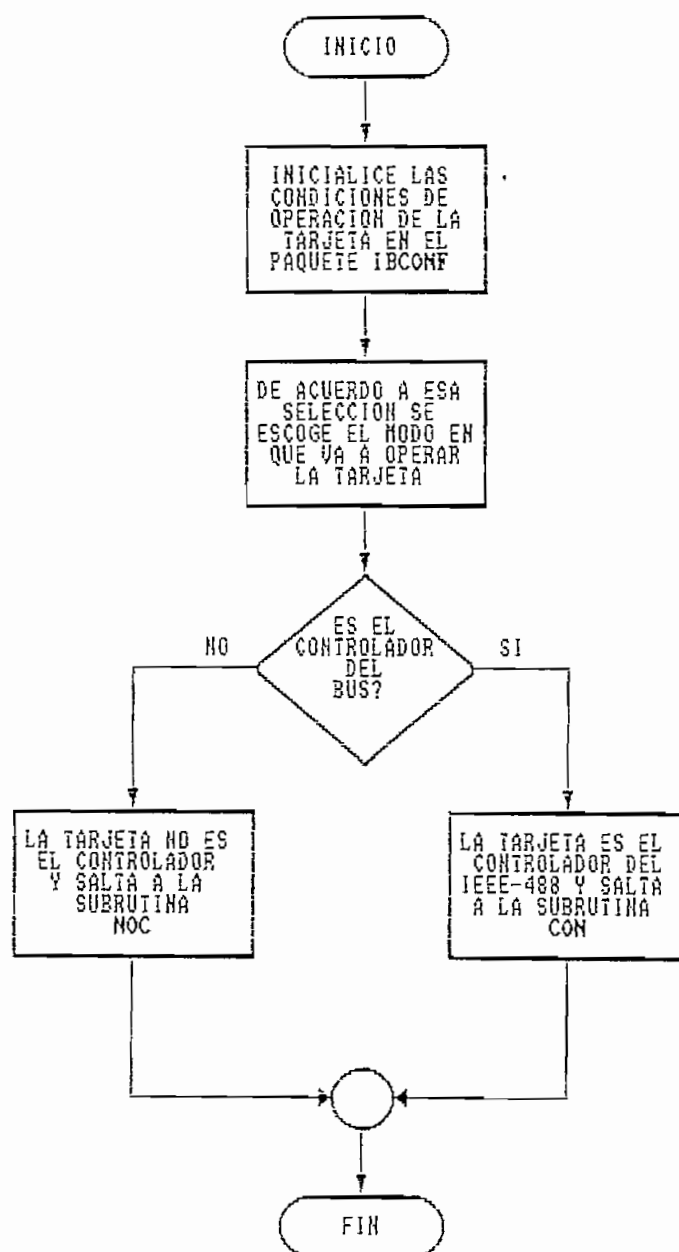 INICIO
INICIALICE LAS
CONDICIONES DE
OPERACION DE LA
TARJETA EN EL
PAQUETE IBCONF
DE ACUERDO A ESA
SELECCION SE
ESCOGE EL MODO EN
QUE VA A OPERAR
LA TARJETA
ES EL
CONTROLADOR
DEL
BUS?
NO
SI
LA TARJETA NO ES
EL CONTROLADOR
Y SALTA A LA
SUBRUTINA
NOC
LA TARJETA ES EL
CONTROLADOR DEL
IEEE-488 Y SALTA
A LA SUBRUTINA
CON
FIN